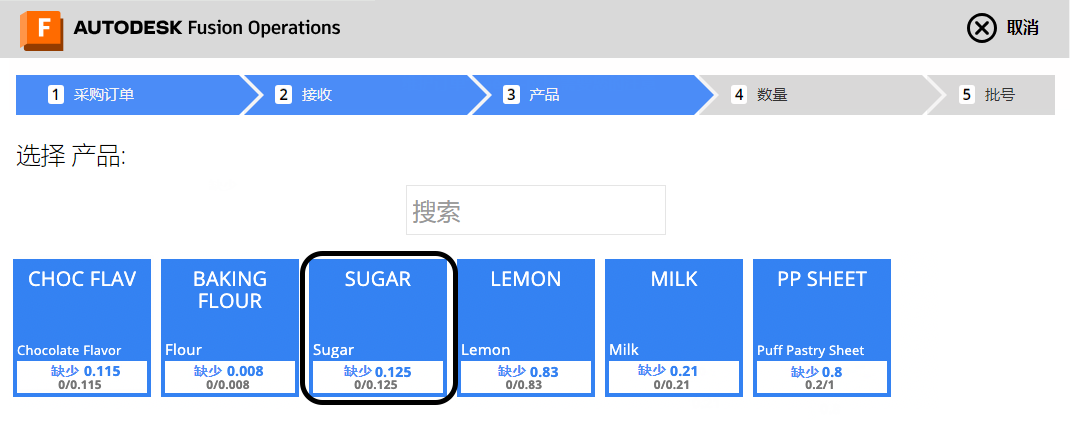 F AUTODESK Fusion Operations
取消
1 采购订单
2 接收
3 产品
4 数量
5 批号
选择 产品:
搜索
CHOC FLAV
Chocolate Flavor
缺少 0.115
0/0.115
BAKING
FLOUR
Flour
缺少 0.008
0/0.008
SUGAR
Sugar
缺少 0.125
0/0.125
LEMON
Lemon
缺少 0.83
0/0.83
MILK
Milk
缺少 0.21
0/0.21
PP SHEET
Puff Pastry Sheet
缺少 0.8
0.2/1